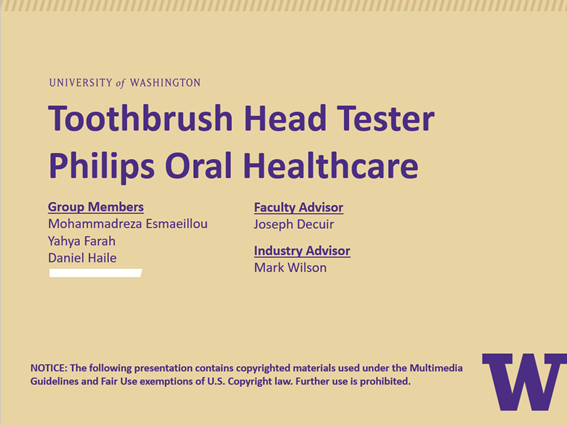 UNIVERSITY of WASHINGTON
Toothbrush Head Tester
Philips Oral Healthcare
Group Members
Mohammadreza Esmaeillou
Yahya Farah
Daniel Haile
Faculty Advisor
Joseph Decuir
Industry Advisor
Mark Wilson
NOTICE: The following presentation contains copyrighted materials used under the Multimedia
Guidelines and Fair Use exemptions of U.S. Copyright law. Further use is prohibited.
W